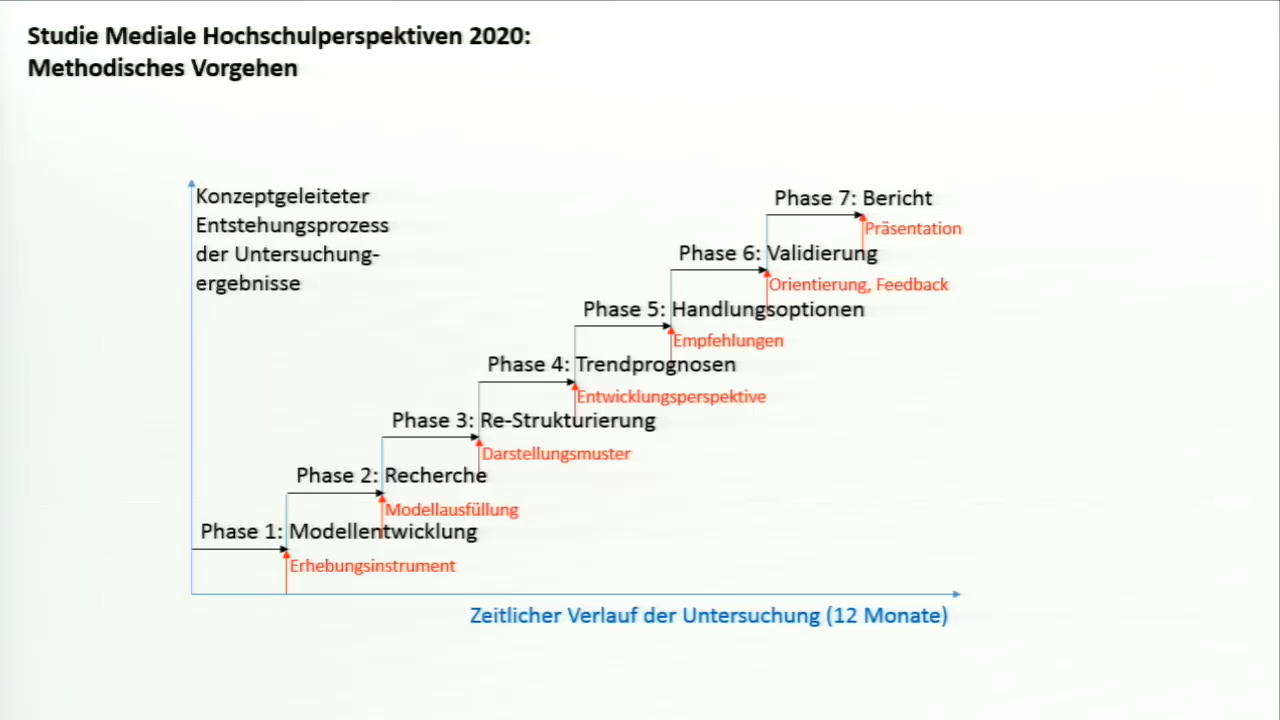 Studie Mediale Hochschulperspektiven 2020:
Methodisches Vorgehen
Konzeptgeleiteter
Entstehungsprozess
der Untersuchung-
ergebnisse
Phase 7: Bericht
Präsentation
Phase 6: Validierung
Orientierung, Feedback
Phase 5: Handlungsoptionen
Empfehlungen
Phase 4: Trendprognosen
Entwicklungsperspektive
Phase 3: Re-Strukturierung
Darstellungsmuster
Phase 2: Recherche
Modellausfüllung
Phase 1: Modellentwicklung
Erhebungsinstrument
Zeitlicher Verlauf der Untersuchung (12 Monate)